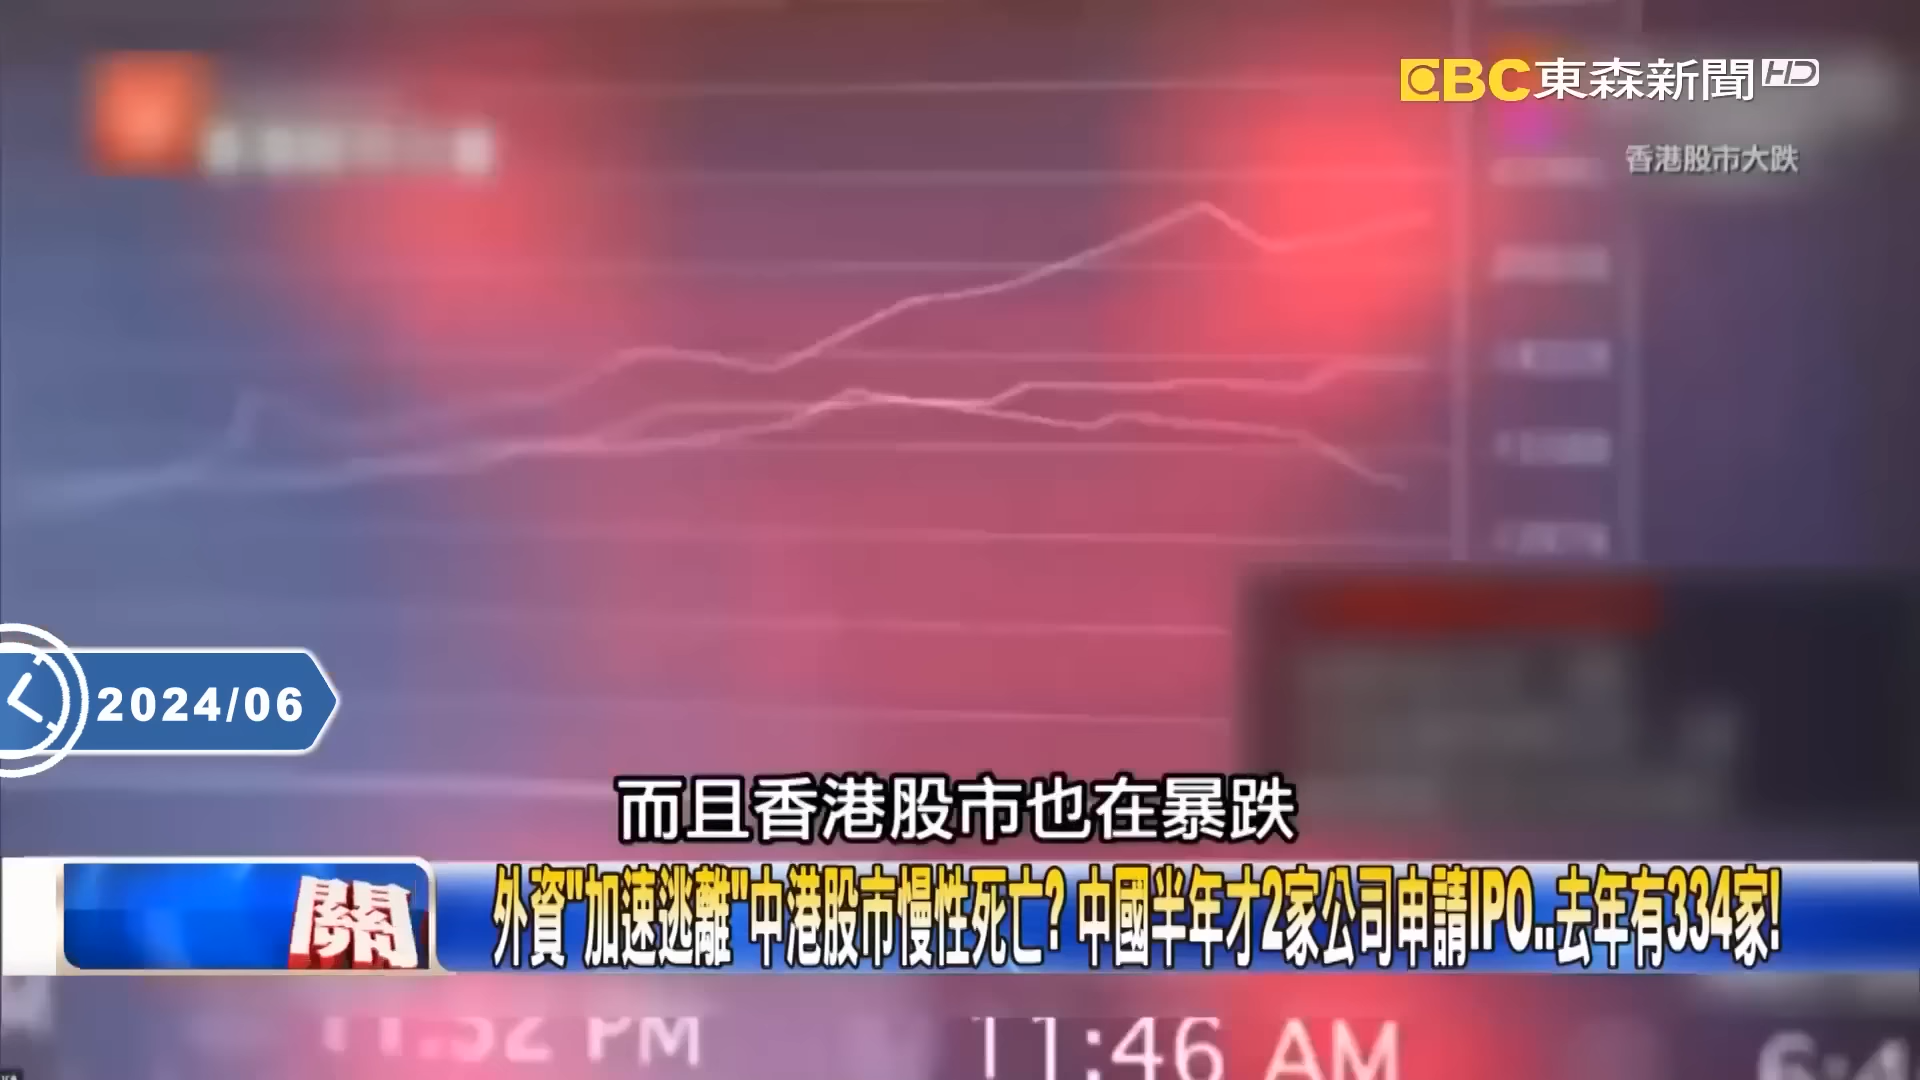 EBC東森新聞HD
香港股市大跌
2024/06
而且香港股市也在暴跌
關
外資"加速逃離"中港股市慢性死亡? 中國半年才2家公司申請IPO..去年有334家!
11:52 PM
11:46 AM